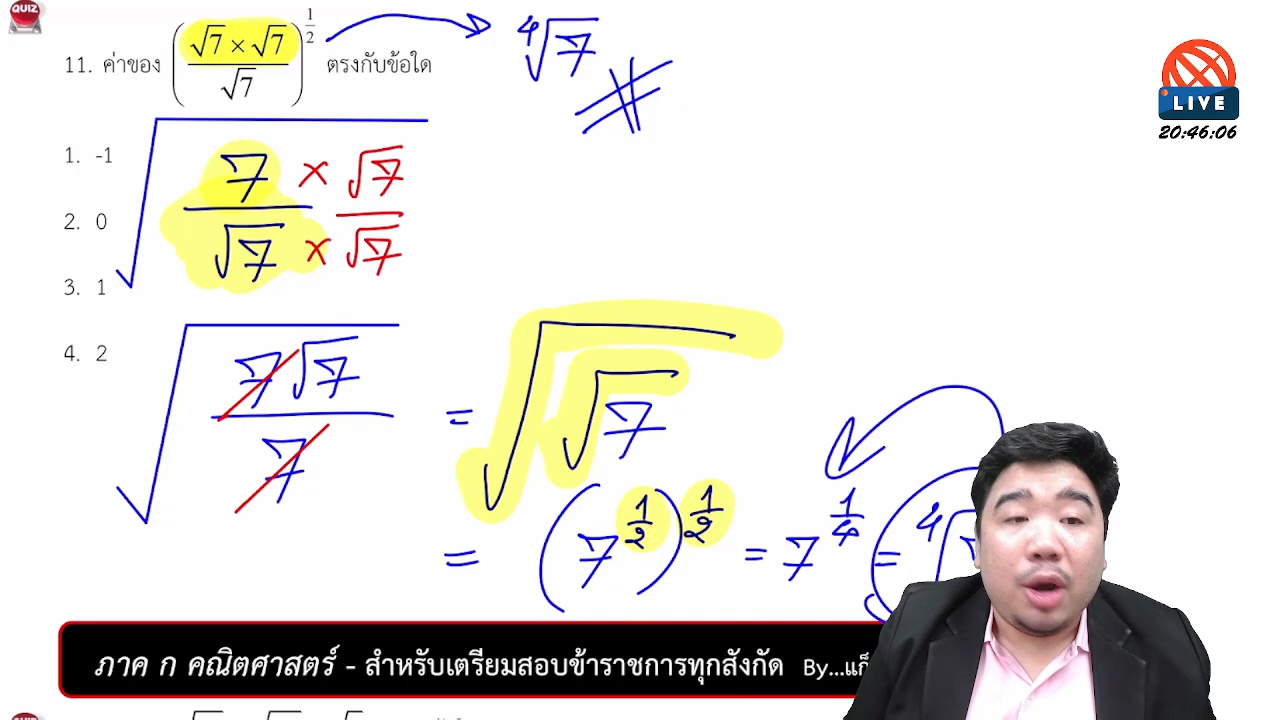 QUIZ
11. ค่าของ (√7 × √7 / √7)^(1/2) ตรงกับข้อใด
⁴√7
LIVE
20:46:06
1. -1
√(7 × √7 / √7 × √7)
2. 0
3. 1
4. 2
√(7√7 / 7) = √√7
= (7^(1/2))^(1/2) = 7^(1/4) = ⁴√
ภาค ก คณิตศาสตร์ - สำหรับเตรียมสอบข้าราชการทุกสังกัด By...แก็
QUIZ